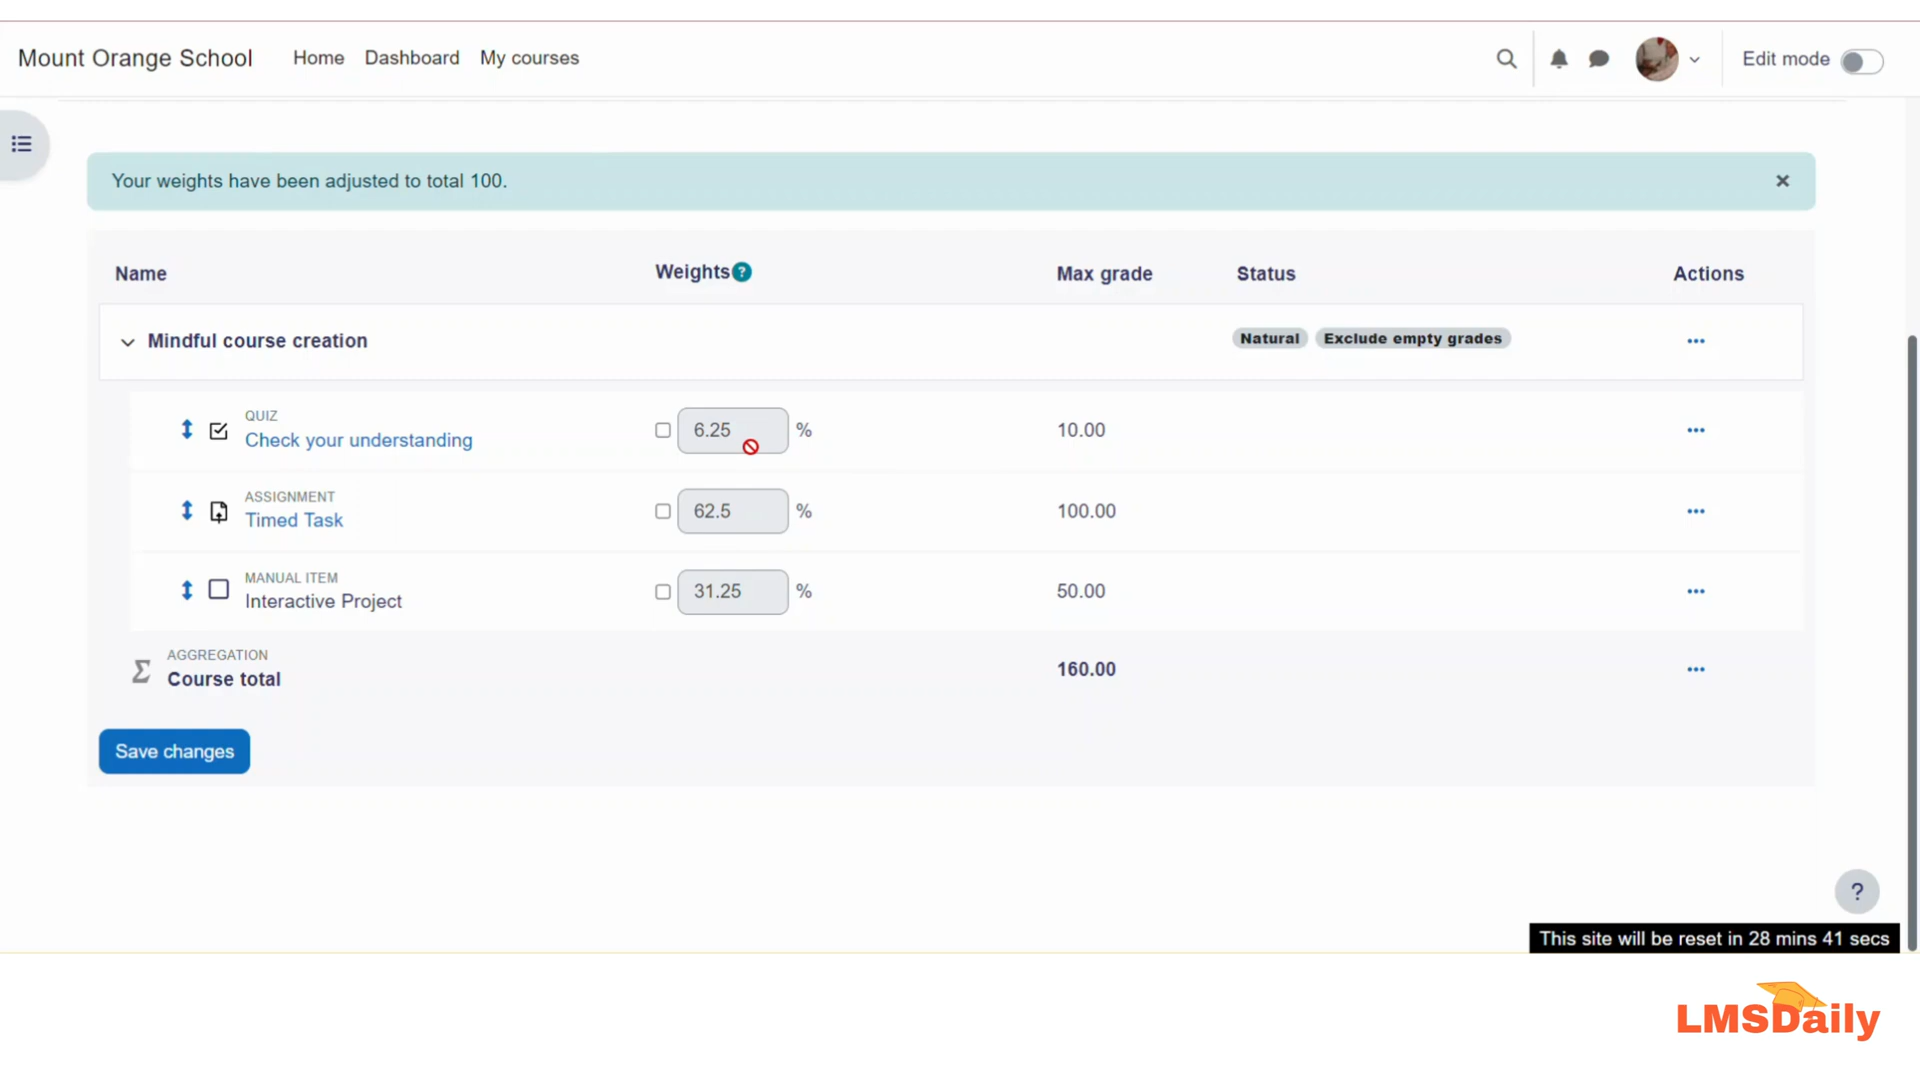 Mount Orange School Home Dashboard My courses Edit mode
Your weights have been adjusted to total 100. ×
Name Weights ? Max grade Status Actions
Mindful course creation Natural Exclude empty grades
QUIZ
Check your understanding 6.25 % 10.00
ASSIGNMENT
Timed Task 62.5 % 100.00
MANUAL ITEM
Interactive Project 31.25 % 50.00
AGGREGATION
Σ Course total 160.00
Save changes
?
This site will be reset in 28 mins 41 secs
LMSDaily